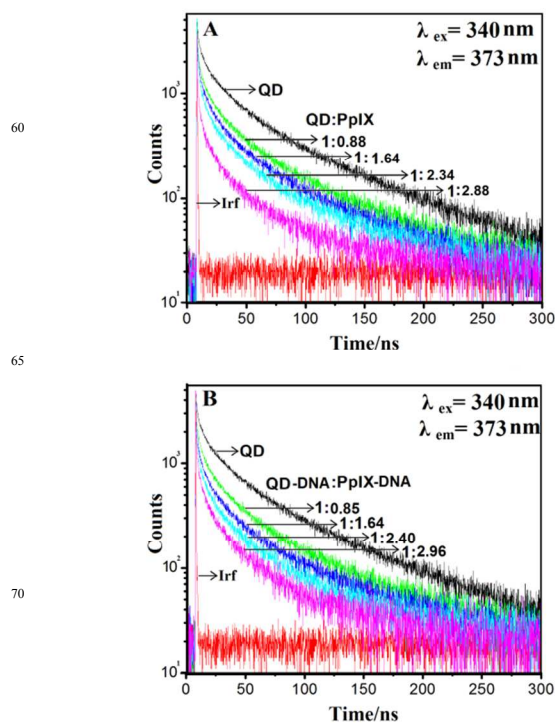 A
λ ex= 340 nm
λ em= 373 nm
QD
QD:PpIX
1:0.88
1:1.64
1:2.34
1:2.88
Irf
Counts
10³
10²
10¹
0 50 100 150 200 250 300
Time/ns
60
65
B
λ ex= 340 nm
λ em= 373 nm
QD
QD-DNA:PpIX-DNA
1:0.85
1:1.64
1:2.40
1:2.96
Irf
Counts
10³
10²
10¹
0 50 100 150 200 250 300
Time/ns
70